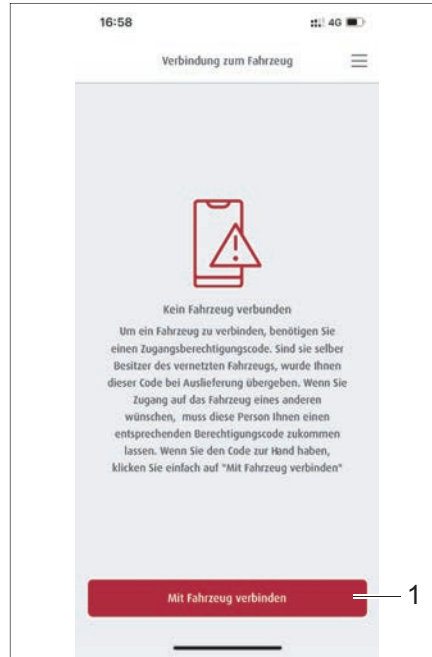 16:58
4G
Verbindung zum Fahrzeug
Kein Fahrzeug verbunden
Um ein Fahrzeug zu verbinden, benötigen Sie
einen Zugangsberechtigungscode. Sind sie selber
Besitzer des vernetzten Fahrzeugs, wurde Ihnen
dieser Code bei Auslieferung übergeben. Wenn Sie
Zugang auf das Fahrzeug eines anderen
wünschen, muss diese Person Ihnen einen
entsprechenden Berechtigungscode zukommen
lassen. Wenn Sie den Code zur Hand haben,
klicken Sie einfach auf "Mit Fahrzeug verbinden"
Mit Fahrzeug verbinden
1